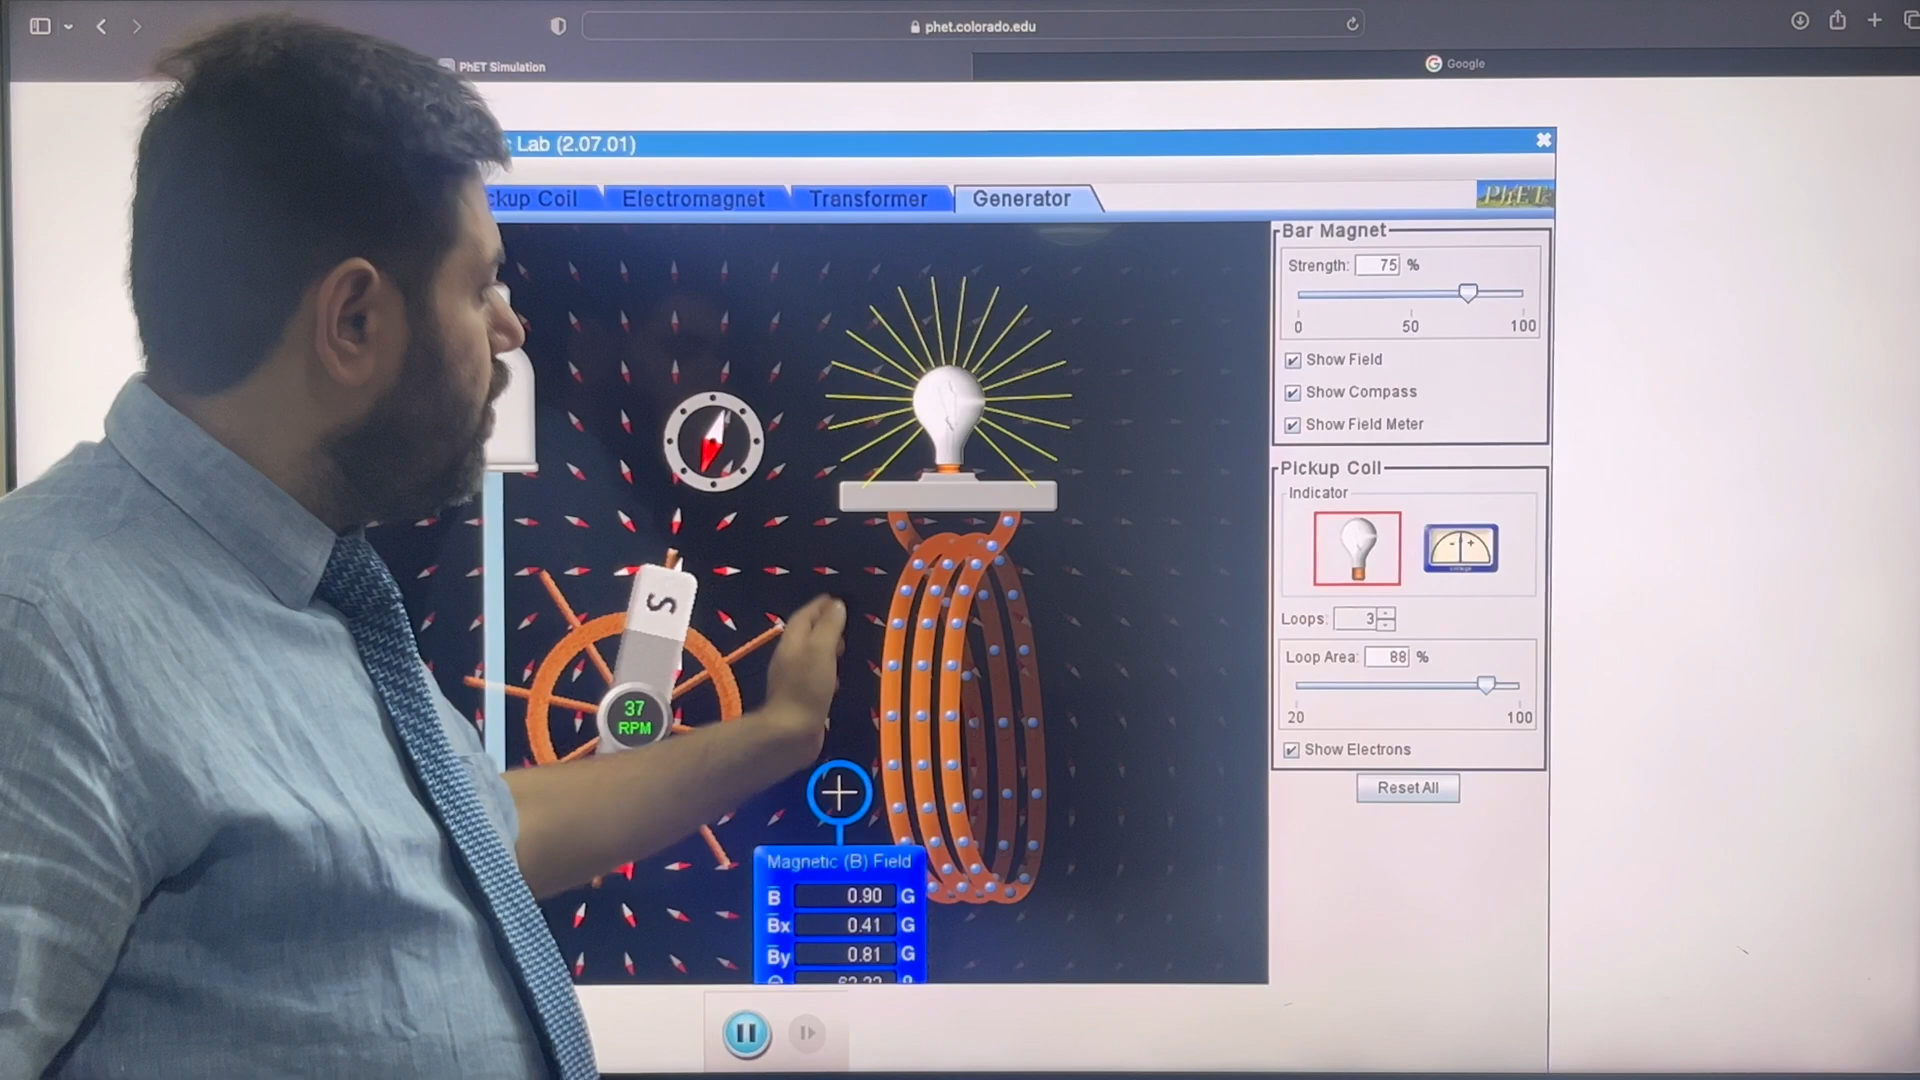 phet.colorado.edu
PhET Simulation
Google
Lab (2.07.01)
ckup Coil
Electromagnet
Transformer
Generator
PhET
Bar Magnet
Strength: 75 %
0 50 100
Show Field
Show Compass
Show Field Meter
Pickup Coil
Indicator
- +
Loops: 3
Loop Area: 88 %
20 100
Show Electrons
Reset All
S
37
RPM
Magnetic (B) Field
B 0.90 G
Bx 0.41 G
By 0.81 G